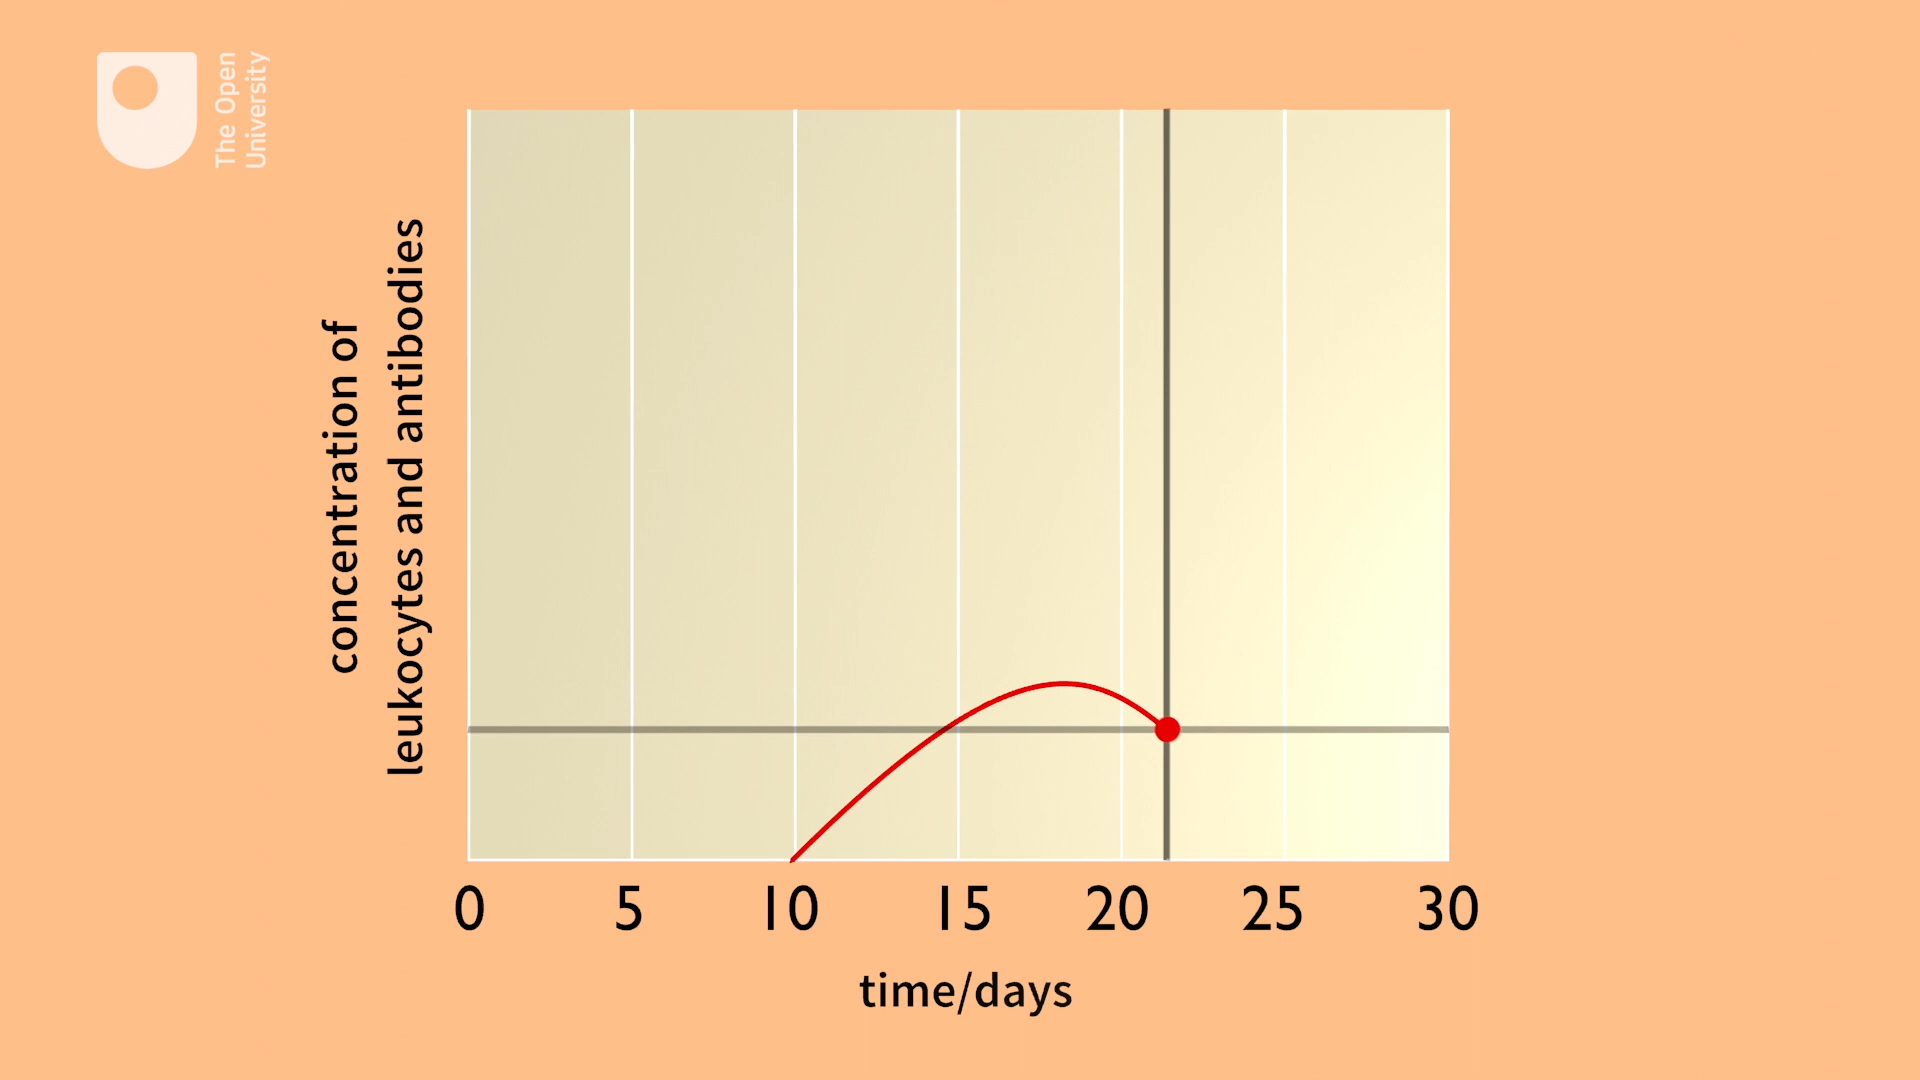 The Open
University
concentration of
leukocytes and antibodies
0 5 10 15 20 25 30
time/days